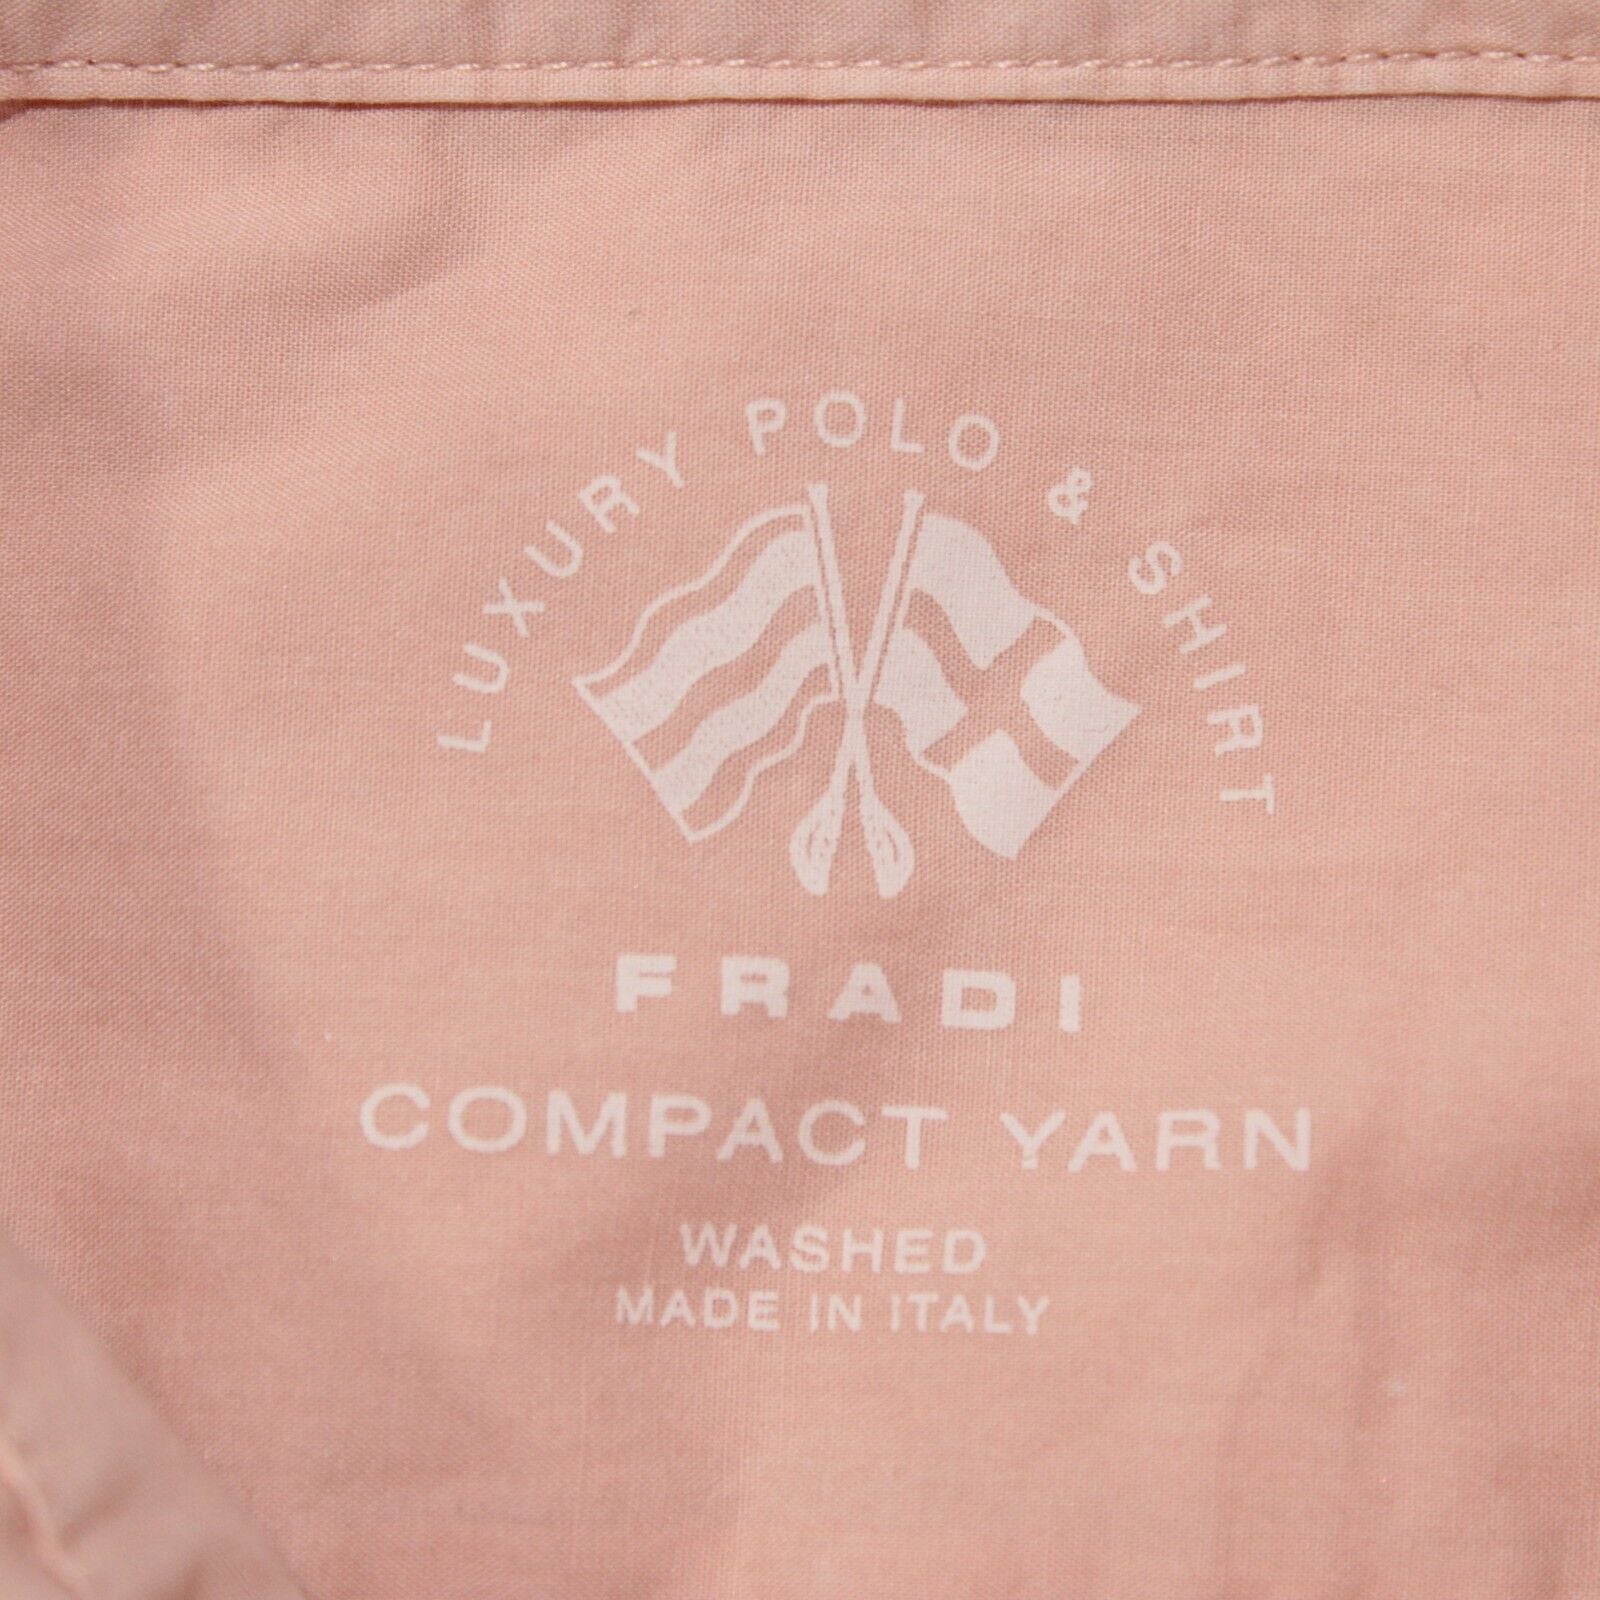 LUXURY POLO & SHIRT
FRADI
COMPACT YARN
WASHED
MADE IN ITALY